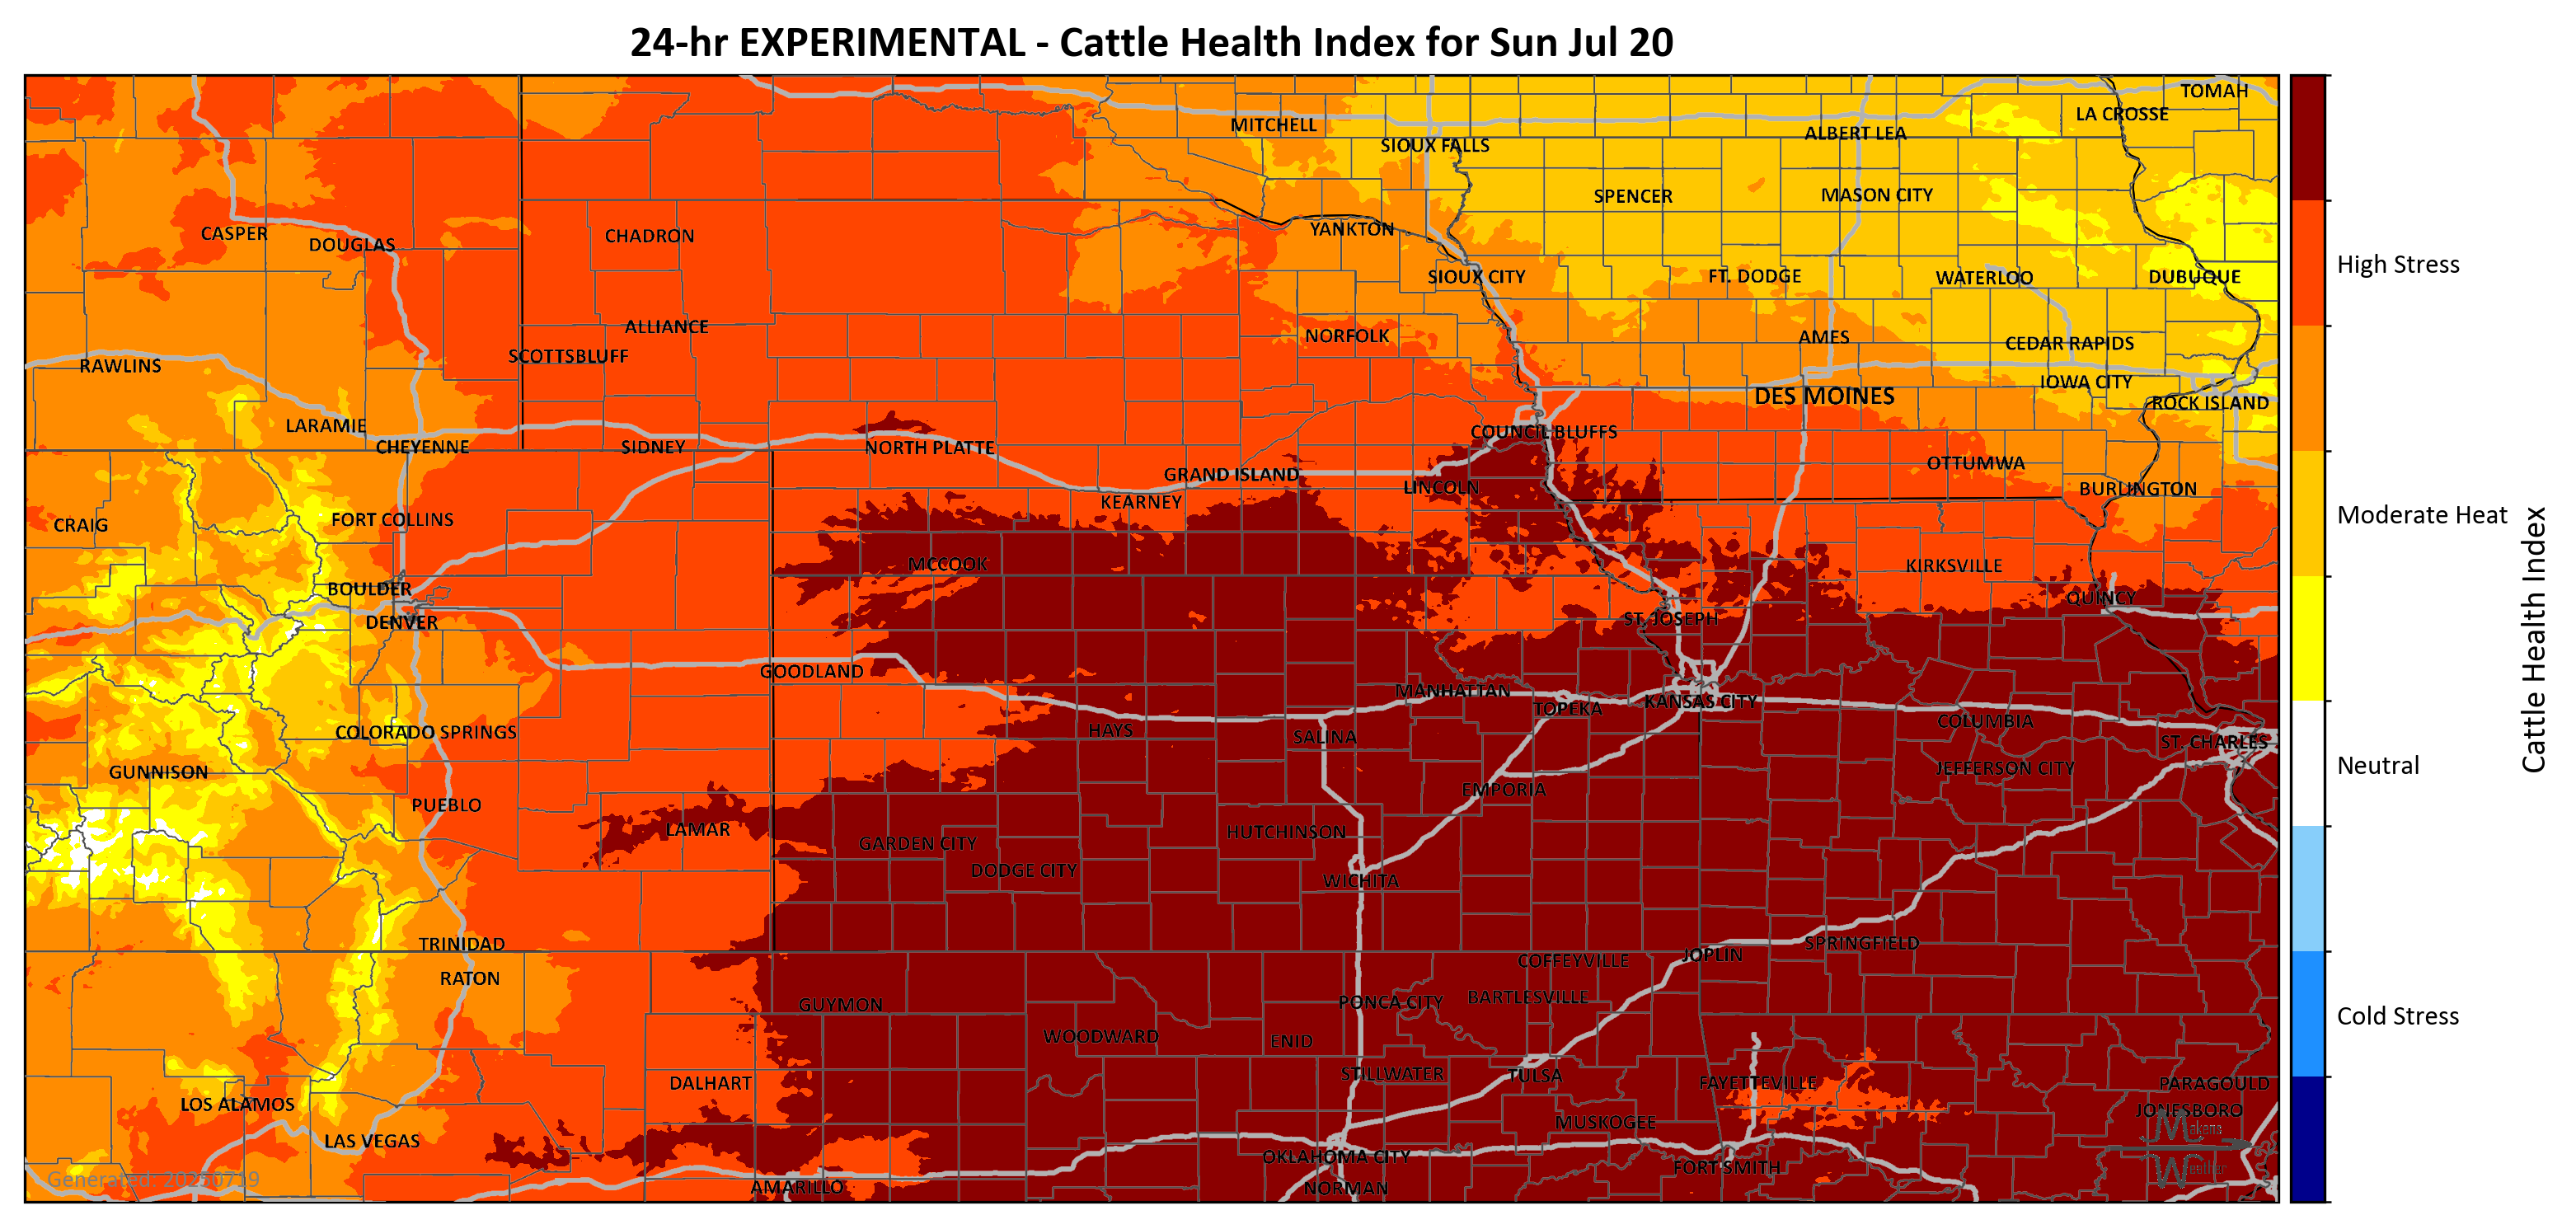 24-hr EXPERIMENTAL - Cattle Health Index for Sun Jul 20
TOMAH
LA CROSSE
MITCHELL
ALBERT LEA
SIOUX FALLS
SPENCER
MASON CITY
CASPER
DOUGLAS
CHADRON
YANKTON
SIOUX CITY
FT. DODGE
WATERLOO
DUBUQUE
High Stress
ALLIANCE
NORFOLK
AMES
CEDAR RAPIDS
SCOTTSBLUFF
RAWLINS
IOWA CITY
DES MOINES
ROCK ISLAND
LARAMIE
CHEYENNE
SIDNEY
NORTH PLATTE
COUNCIL BLUFFS
OTTUMWA
GRAND ISLAND
LINCOLN
BURLINGTON
KEARNEY
CRAIG
FORT COLLINS
Moderate Heat
MCCOOK
KIRKSVILLE
BOULDER
QUINCY
DENVER
ST. JOSEPH
Cattle Health Index
GOODLAND
MANHATTAN
TOPEKA
KANSAS CITY
COLORADO SPRINGS
HAYS
SALINA
COLUMBIA
ST. CHARLES
GUNNISON
JEFFERSON CITY
Neutral
PUEBLO
EMPORIA
LAMAR
GARDEN CITY
HUTCHINSON
DODGE CITY
WICHITA
TRINIDAD
SPRINGFIELD
RATON
COFFEYVILLE
JOPLIN
GUYMON
PONCA CITY
BARTLESVILLE
Cold Stress
WOODWARD
ENID
DALHART
STILLWATER
TULSA
FAYETTEVILLE
PARAGOULD
LOS ALAMOS
JONESBORO
LAS VEGAS
MUSKOGEE
Makens
OKLAHOMA CITY
FORT SMITH
Weather
Generated: 20250719
AMARILLO
NORMAN